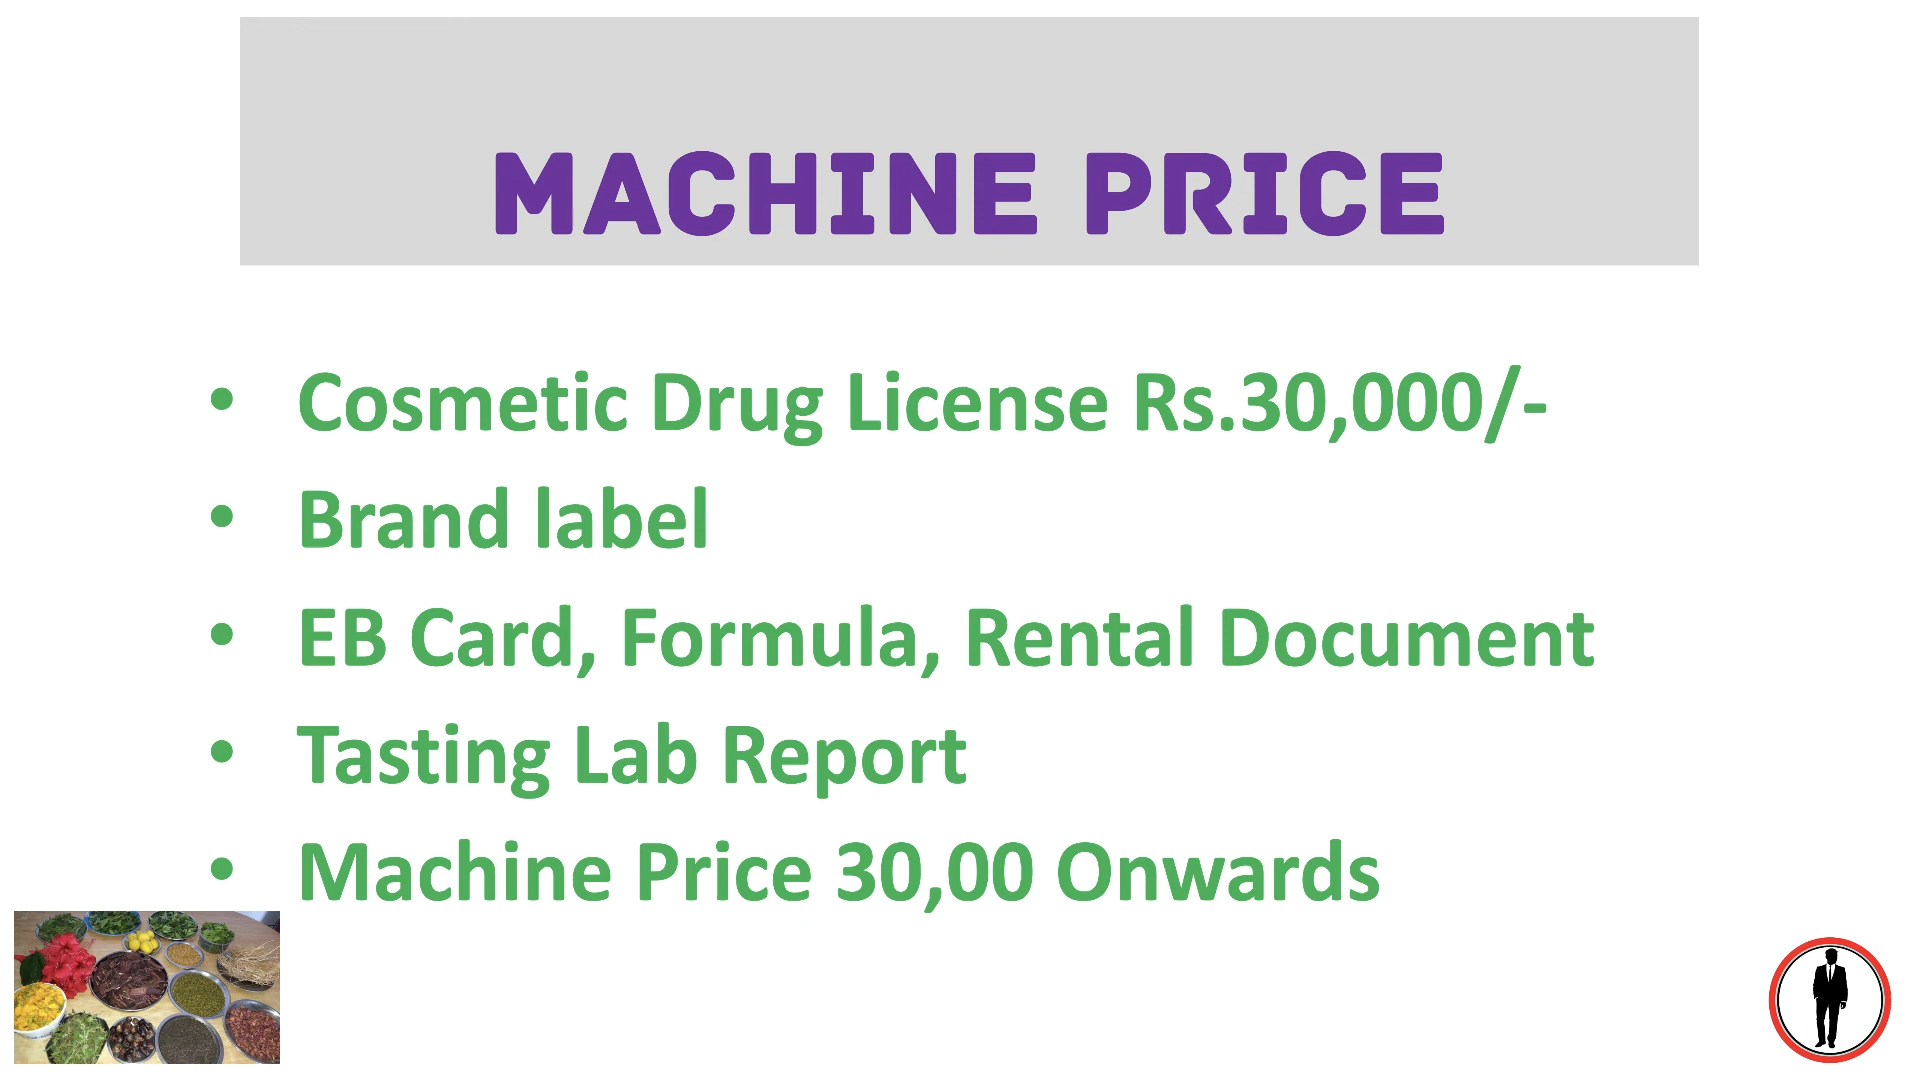 MACHINE PRICE
• Cosmetic Drug License Rs.30,000/-
• Brand label
• EB Card, Formula, Rental Document
• Tasting Lab Report
• Machine Price 30,00 Onwards